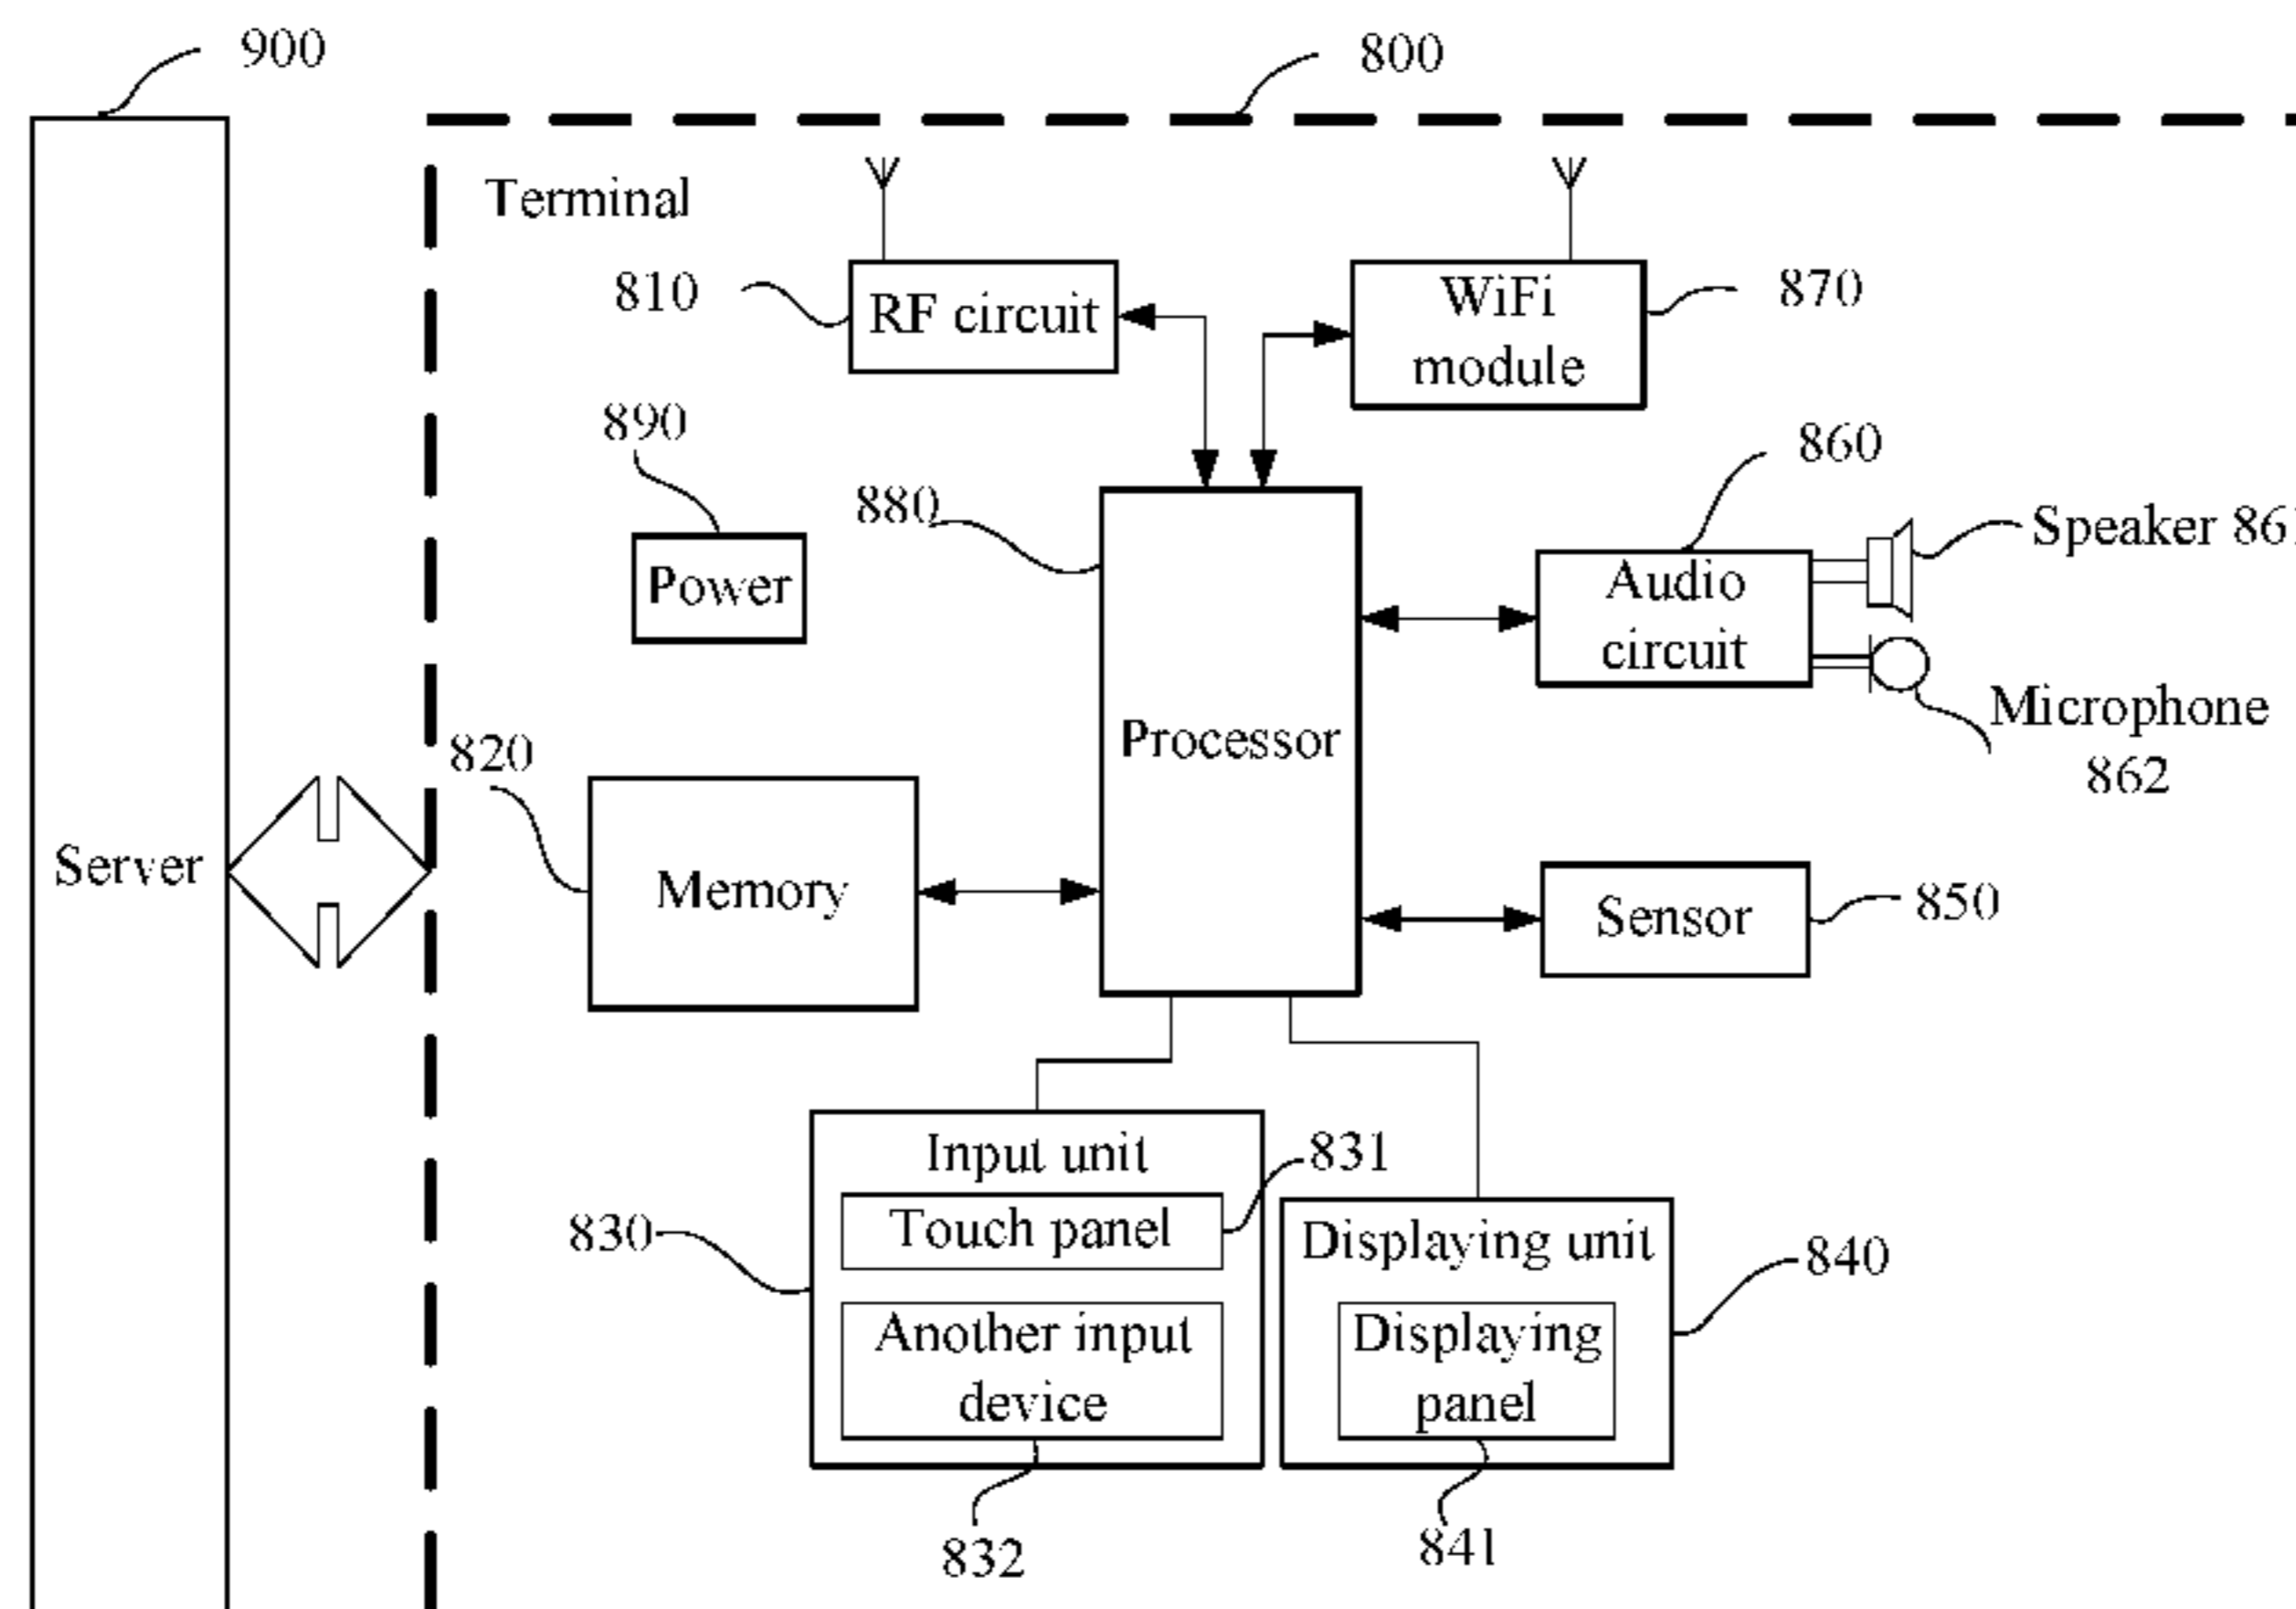 900
800
Terminal
810
RF circuit
WiFi
module
870
890
860
880
Speaker 861
Power
Audio
circuit
Processor
Microphone
862
820
Server
Memory
Sensor
850
Input unit
831
Touch panel
830
Displaying unit
840
Another input
device
Displaying
panel
832
841